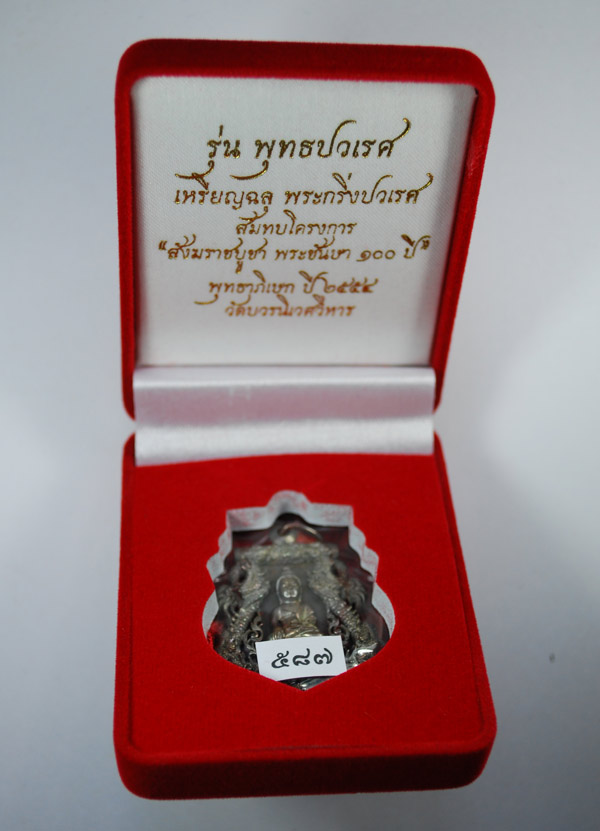 รุ่น พุทธปวเรศ
เหรียญฉลุ พระกริ่งปวเรศ
สมทบโครงการ
"สังฆราชบูชา พระชันษา ๑๐๐ ปี"
พุทธาภิเษก ปี ๒๕๕๔
วัดบวรนิเวศวิหาร
๕๘๗